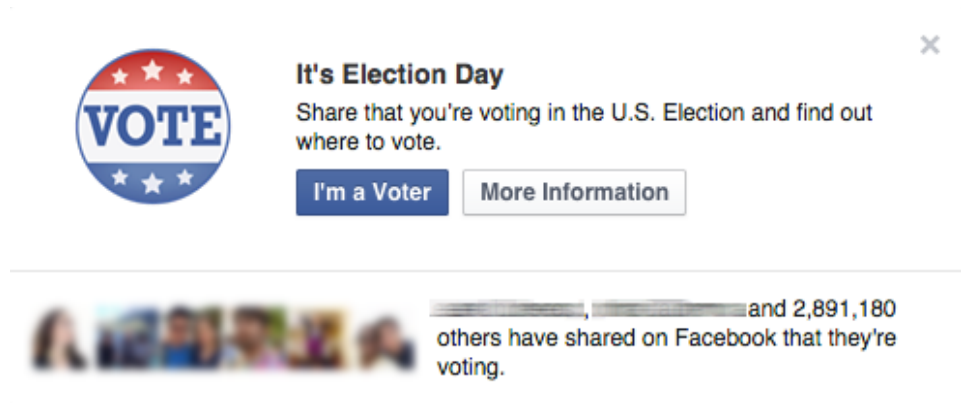 VOTE
It's Election Day
Share that you're voting in the U.S. Election and find out
where to vote.
I'm a Voter
More Information
, and 2,891,180
others have shared on Facebook that they're
voting.